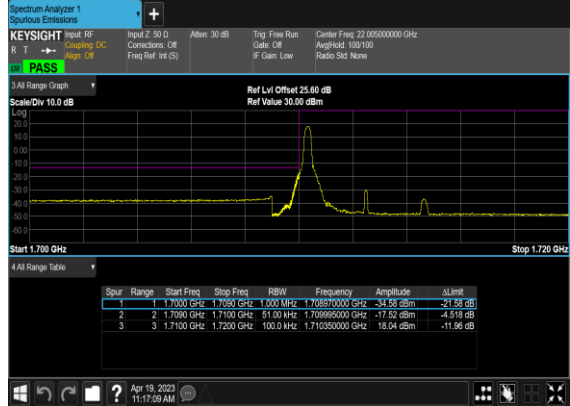 Spectrum Analyzer 1
Spurious Emissions
KEYSIGHT Input: RF Input Z: 50 Ω Atten: 30 dB Trig: Free Run Center Freq: 22.005000000 GHz
R T Coupling: DC Corrections: Off Gate: Off Avg|Hold: 100/100
Align: Off Freq Ref: Int (S) IF Gain: Low Radio Std: None
PASS
3 All Range Graph
Ref Lvl Offset 25.60 dB
Scale/Div 10.0 dB Ref Value 30.00 dBm
Log
20.0
10.0
0.00
-10.0
-20.0
-30.0
-40.0
-50.0
-60.0
Start 1.700 GHz Stop 1.720 GHz
4 All Range Table
Spur Range Start Freq Stop Freq RBW Frequency Amplitude ΔLimit
1 1 1.7000 GHz 1.7090 GHz 1.000 MHz 1.708970000 GHz -34.58 dBm -21.58 dB
2 2 1.7090 GHz 1.7100 GHz 51.00 kHz 1.709995000 GHz -17.52 dBm -4.518 dB
3 3 1.7100 GHz 1.7200 GHz 100.0 kHz 1.710350000 GHz 18.04 dBm -11.96 dB
? Apr 19, 2023
11:17:09 AM